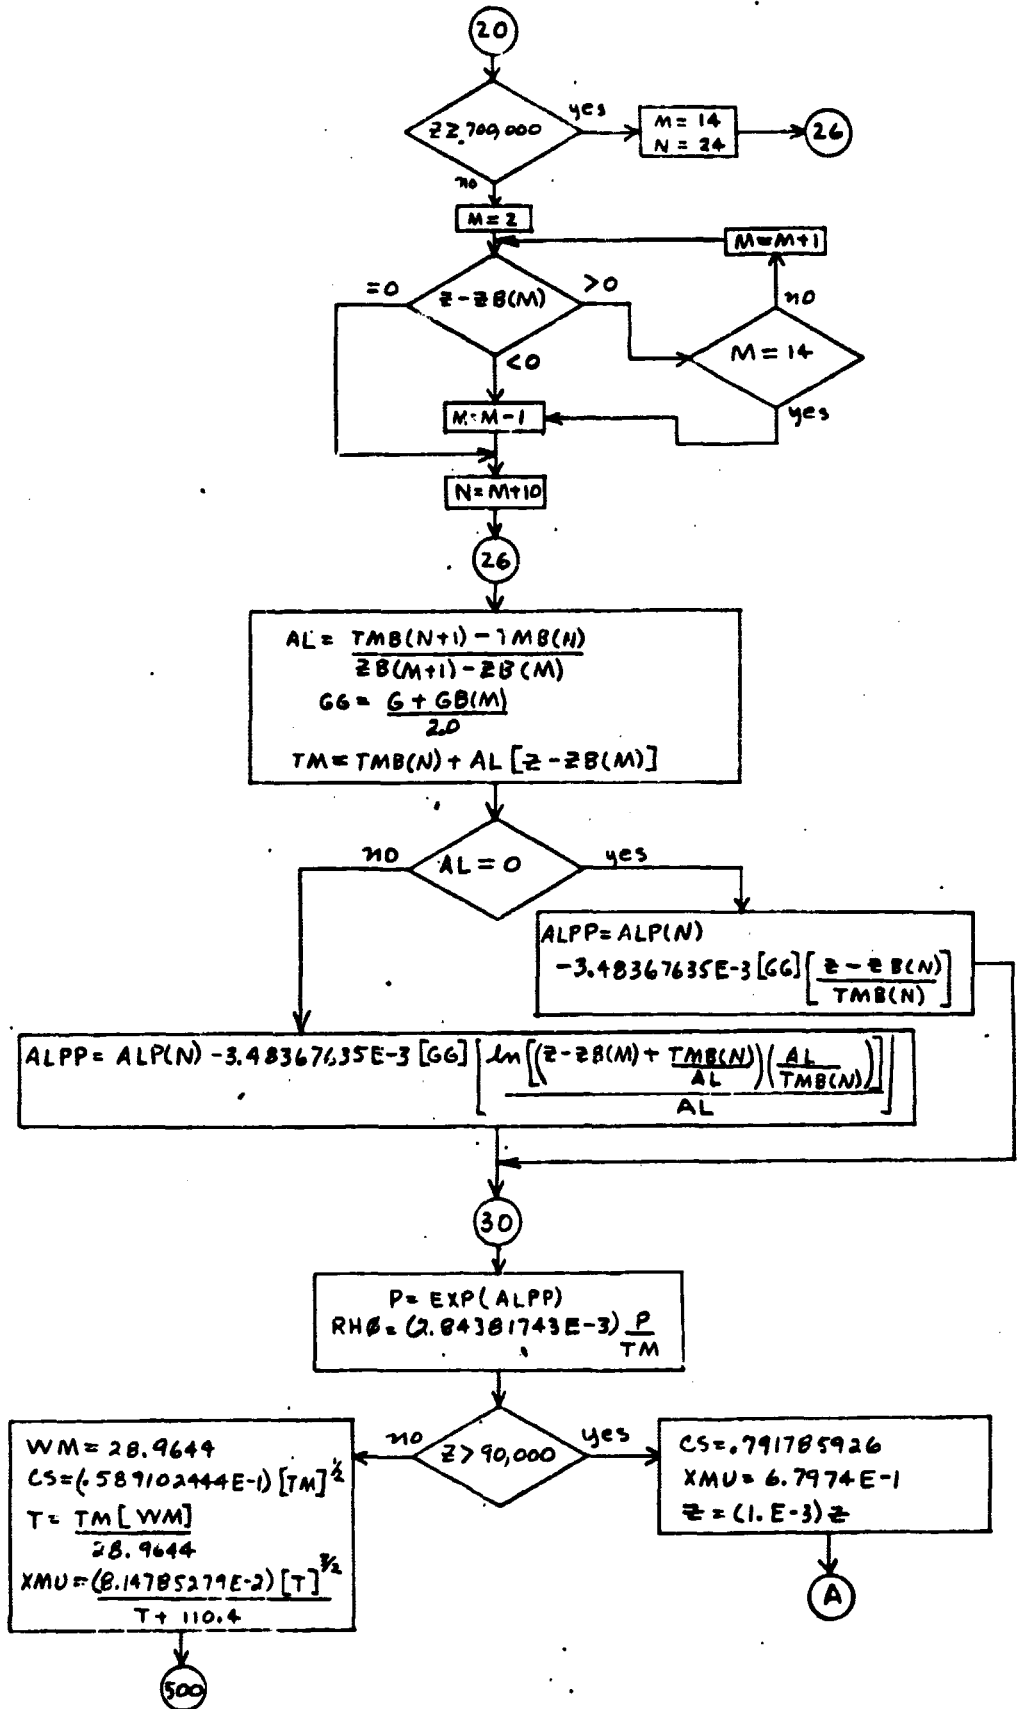 20
Z ≥ 700,000
yes
M = 14
N = 24
26
no
M = 2
M = M+1
=0
Z - ZB(M)
>0
no
M = 14
<0
yes
M = M-1
N = M+10
26
AL = TMB(N+1) - TMB(N)
ZB(M+1) - ZB(M)
GG = G + GB(M)
2.0
TM = TMB(N) + AL [Z - ZB(M)]
no
AL = 0
yes
ALPP = ALP(N)
-3.48367635E-3 [GG] [Z - ZB(N)
TMB(N)]
ALPP = ALP(N) -3.48367635E-3 [GG] [ln [(Z - ZB(M) + TMB(N)
AL) (AL
TMB(N))]
AL]
30
P = EXP(ALPP)
RHØ = (2.84381743E-3) P
TM
no
Z > 90,000
yes
WM = 28.9644
CS = (.589102444E-1) [TM]^1/2
T = TM [WM]
28.9644
XMU = (8.14785279E-2) [T]^3/2
T + 110.4
CS = .791785926
XMU = 6.7974E-1
Z = (1. E-3) Z
A
500